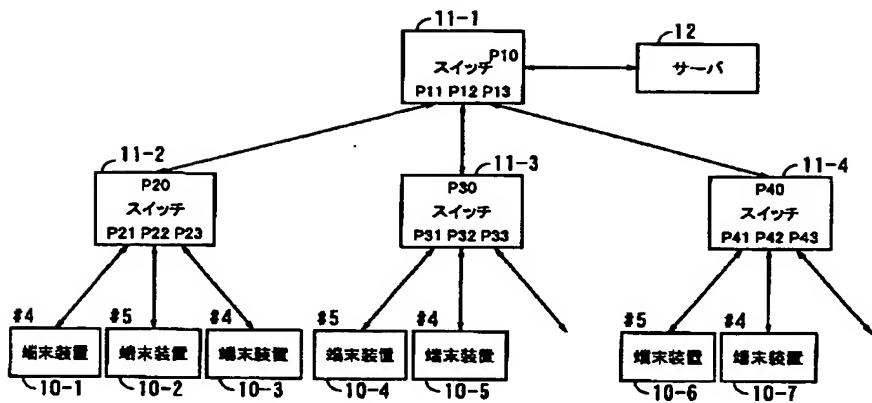 11-1
12
P10
スイッチ
サーバ
P11 P12 P13
11-2
11-3
11-4
P20
P30
P40
スイッチ
スイッチ
スイッチ
P21 P22 P23
P31 P32 P33
P41 P42 P43
#4
#5
#4
#5
#4
#5
#4
端末装置
端末装置
端末装置
端末装置
端末装置
端末装置
端末装置
10-1
10-2
10-3
10-4
10-5
10-6
10-7